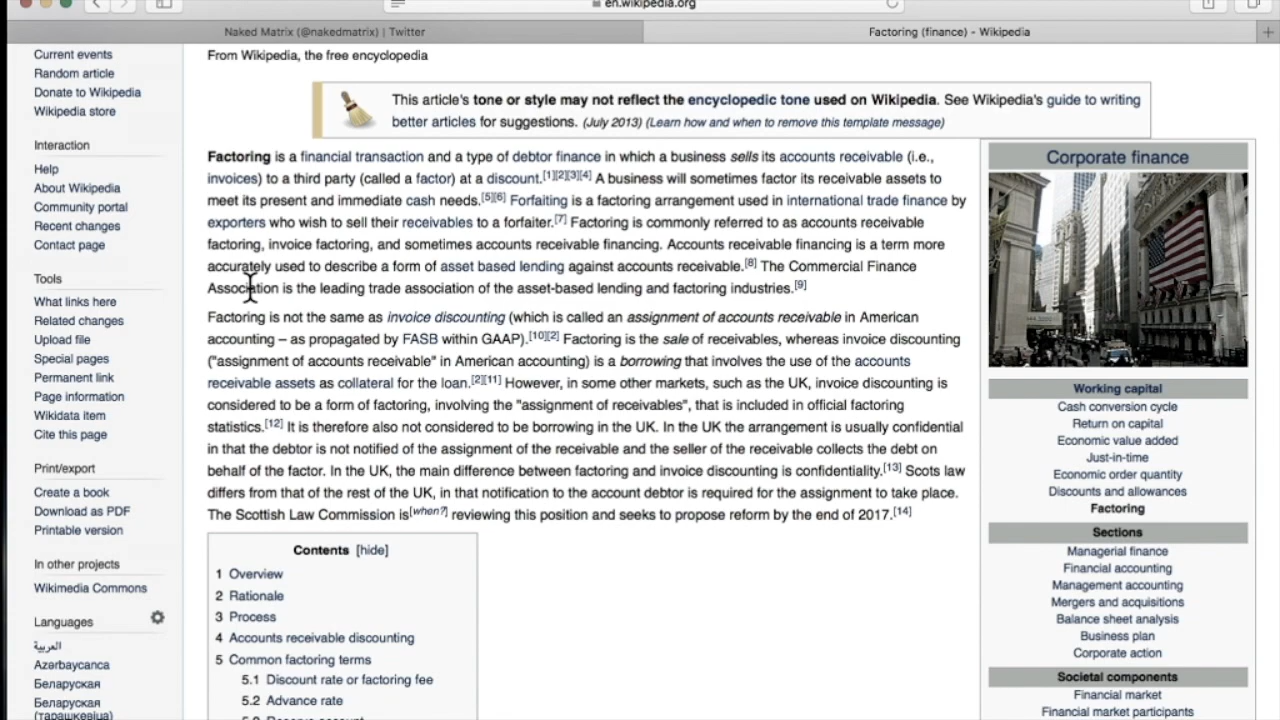 en.wikipedia.org
Naked Matrix (@nakedmatrix) | Twitter
Factoring (finance) - Wikipedia
Current events
Random article
Donate to Wikipedia
Wikipedia store
Interaction
Help
About Wikipedia
Community portal
Recent changes
Contact page
Tools
What links here
Related changes
Upload file
Special pages
Permanent link
Page information
Wikidata item
Cite this page
Print/export
Create a book
Download as PDF
Printable version
In other projects
Wikimedia Commons
Languages
العربية
Azərbaycanca
Беларуская
Беларуская
(тарашкевіца)
From Wikipedia, the free encyclopedia
This article's tone or style may not reflect the encyclopedic tone used on Wikipedia. See Wikipedia's guide to writing
better articles for suggestions. (July 2013) (Learn how and when to remove this template message)
Factoring is a financial transaction and a type of debtor finance in which a business sells its accounts receivable (i.e.,
invoices) to a third party (called a factor) at a discount.[1][2][3][4] A business will sometimes factor its receivable assets to
meet its present and immediate cash needs.[5][6] Forfaiting is a factoring arrangement used in international trade finance by
exporters who wish to sell their receivables to a forfaiter.[7] Factoring is commonly referred to as accounts receivable
factoring, invoice factoring, and sometimes accounts receivable financing. Accounts receivable financing is a term more
accurately used to describe a form of asset based lending against accounts receivable.[8] The Commercial Finance
Association is the leading trade association of the asset-based lending and factoring industries.[9]
Factoring is not the same as invoice discounting (which is called an assignment of accounts receivable in American
accounting – as propagated by FASB within GAAP).[10][2] Factoring is the sale of receivables, whereas invoice discounting
("assignment of accounts receivable" in American accounting) is a borrowing that involves the use of the accounts
receivable assets as collateral for the loan.[2][11] However, in some other markets, such as the UK, invoice discounting is
considered to be a form of factoring, involving the "assignment of receivables", that is included in official factoring
statistics.[12] It is therefore also not considered to be borrowing in the UK. In the UK the arrangement is usually confidential
in that the debtor is not notified of the assignment of the receivable and the seller of the receivable collects the debt on
behalf of the factor. In the UK, the main difference between factoring and invoice discounting is confidentiality.[13] Scots law
differs from that of the rest of the UK, in that notification to the account debtor is required for the assignment to take place.
The Scottish Law Commission is[when?] reviewing this position and seeks to propose reform by the end of 2017.[14]
Contents [hide]
1 Overview
2 Rationale
3 Process
4 Accounts receivable discounting
5 Common factoring terms
5.1 Discount rate or factoring fee
5.2 Advance rate
Corporate finance
Working capital
Cash conversion cycle
Return on capital
Economic value added
Just-in-time
Economic order quantity
Discounts and allowances
Factoring
Sections
Managerial finance
Financial accounting
Management accounting
Mergers and acquisitions
Balance sheet analysis
Business plan
Corporate action
Societal components
Financial market
Financial market participants